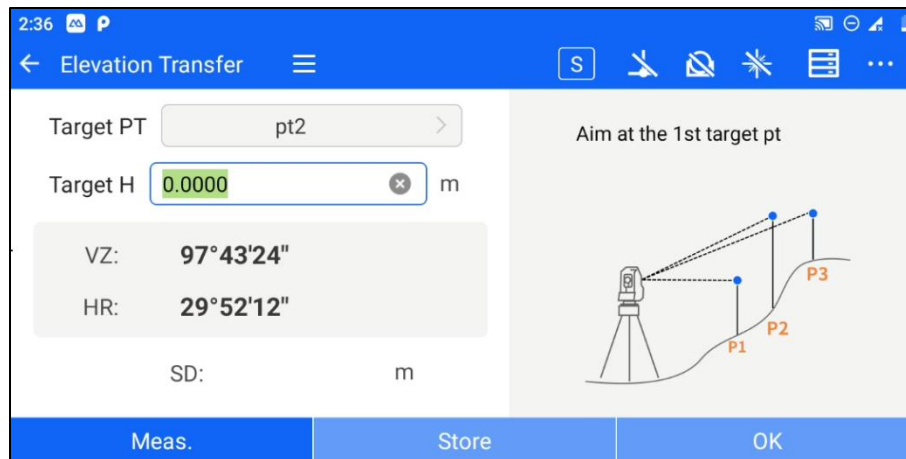 2:36
Elevation Transfer
S
Target PT pt2
Aim at the 1st target pt
Target H 0.0000 m
VZ: 97°43'24"
HR: 29°52'12"
P3
P2
P1
SD: m
Meas. Store OK